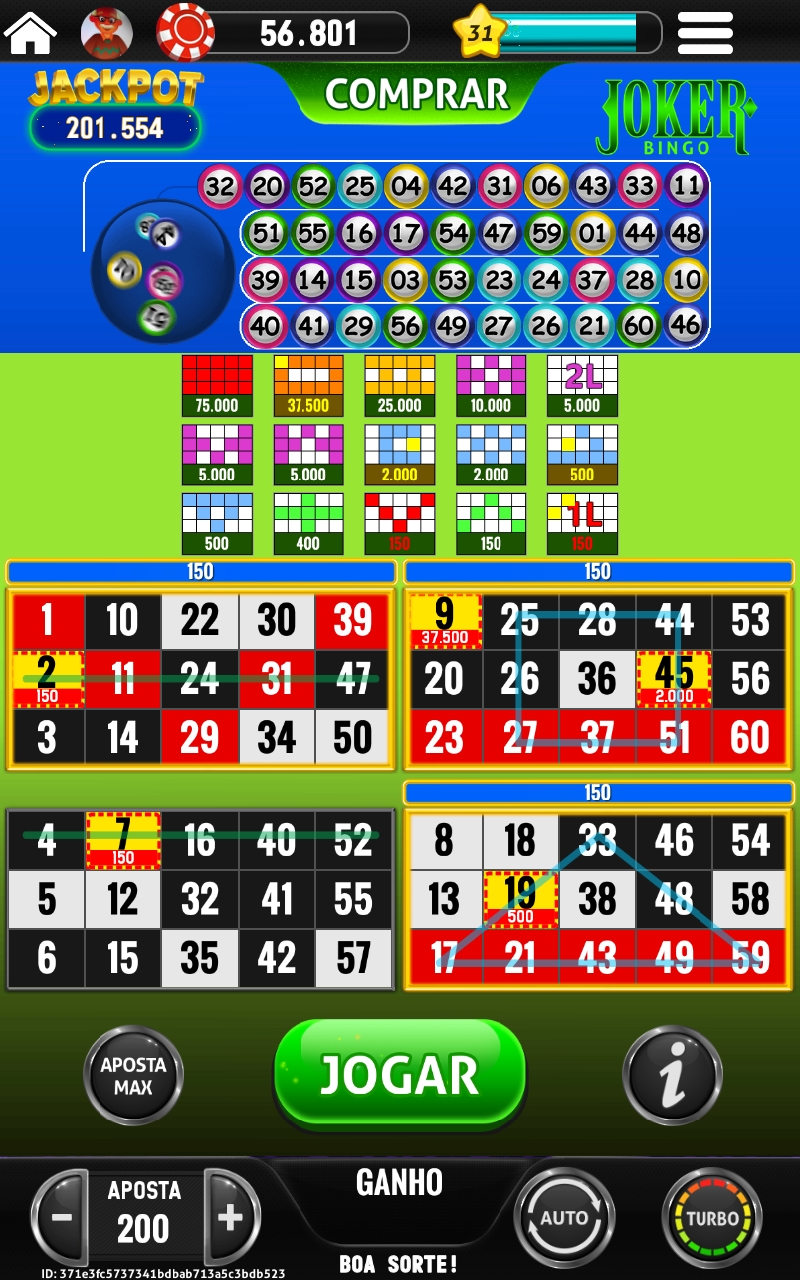 56.801
31
JACKPOT
201.554
COMPRAR
JOKER
BINGO
32 20 52 25 04 42 31 06 43 33 11
51 55 16 17 54 47 59 01 44 48
39 14 15 03 53 23 24 37 28 10
40 41 29 56 49 27 26 21 60 46
2L
75.000 37.500 25.000 10.000 5.000
5.000 5.000 2.000 2.000 500
1L
500 400 150 150 150
150
1 10 22 30 39
2 11 24 31 47
150
3 14 29 34 50
150
9 25 28 44 53
37.500
20 26 36 45 56
2.000
23 27 37 51 60
4 7 16 40 52
150
5 12 32 41 55
6 15 35 42 57
150
8 18 33 46 54
13 19 38 48 58
500
17 21 43 49 59
APOSTA
MAX
JOGAR
i
APOSTA
- 200 +
GANHO
BOA SORTE!
AUTO
TURBO
ID: 371e3fc5737341bdbab713a5c3bdb523